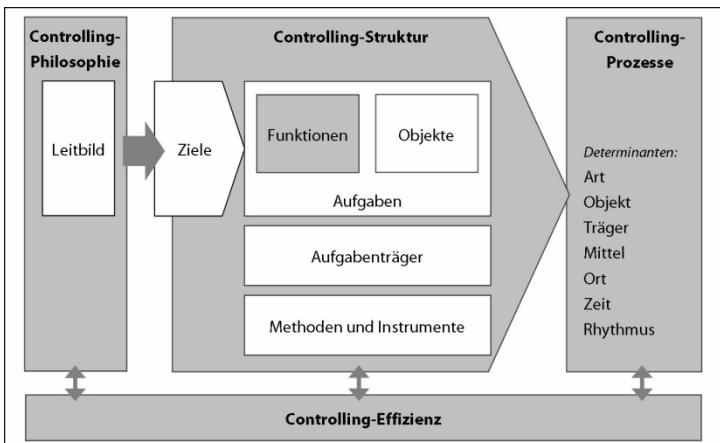 Controlling-
Philosophie
Leitbild
Controlling-Struktur
Ziele
Funktionen
Objekte
Aufgaben
Aufgabenträger
Methoden und Instrumente
Controlling-
Prozesse
Determinanten:
Art
Objekt
Träger
Mittel
Ort
Zeit
Rhythmus
Controlling-Effizienz